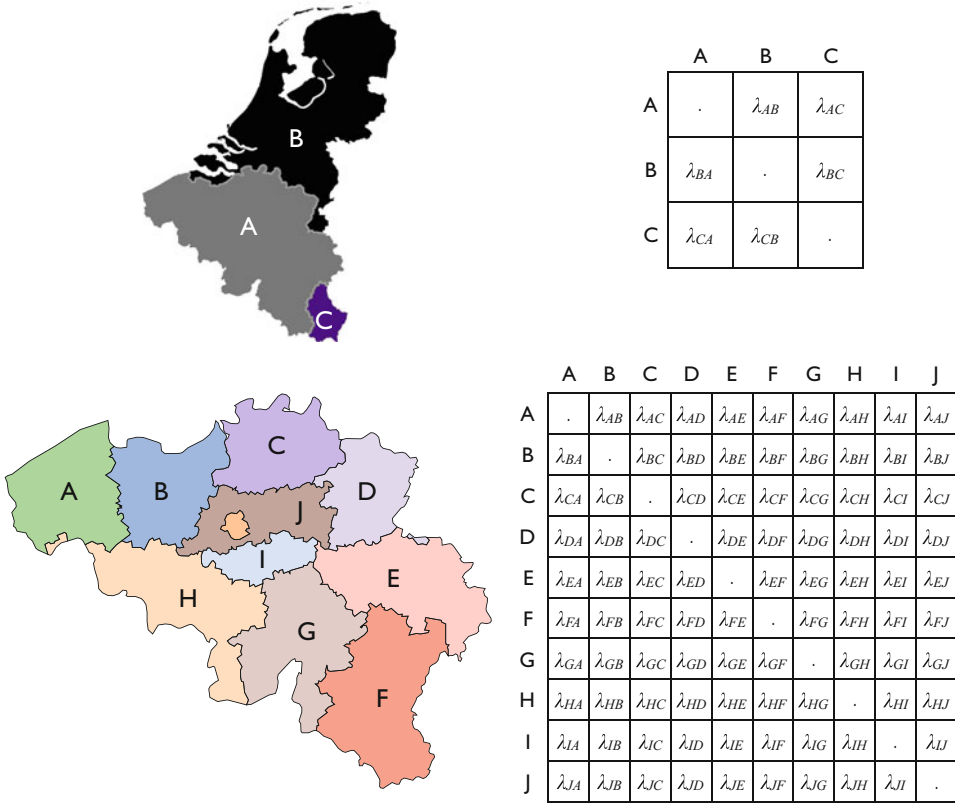 B
A
C
A B C
A . λAB λAC
B λBA . λBC
C λCA λCB .
A
B
C
D
J
I
E
H
G
F
A B C D E F G H I J
A . λAB λAC λAD λAE λAF λAG λAH λAI λAJ
B λBA . λBC λBD λBE λBF λBG λBH λBI λBJ
C λCA λCB . λCD λCE λCF λCG λCH λCI λCJ
D λDA λDB λDC . λDE λDF λDG λDH λDI λDJ
E λEA λEB λEC λED . λEF λEG λEH λEI λEJ
F λFA λFB λFC λFD λFE . λFG λFH λFI λFJ
G λGA λGB λGC λGD λGE λGF . λGH λGI λGJ
H λHA λHB λHC λHD λHE λHF λHG . λHI λHJ
I λIA λIB λIC λID λIE λIF λIG λIH . λIJ
J λJA λJB λJC λJD λJE λJF λJG λJH λJI .